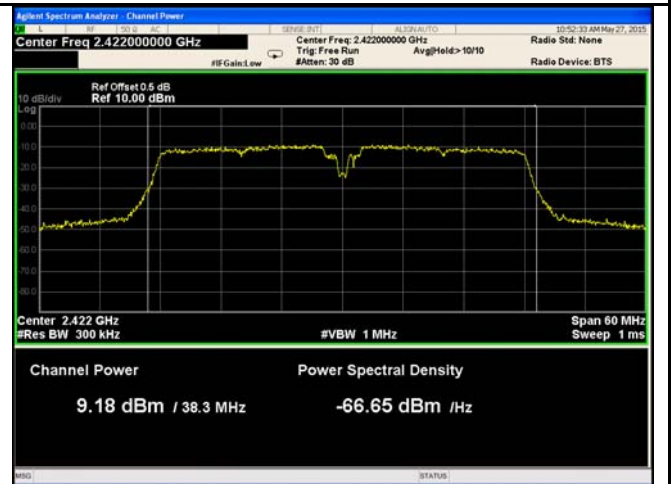 Agilent Spectrum Analyzer - Channel Power
L RF 50 Ω AC SENSE:INT ALIGNAUTO 10:52:33 AM May 27, 2015
Center Freq 2.422000000 GHz Center Freq: 2.422000000 GHz Radio Std: None
Trig: Free Run Avg|Hold:>10/10
#IFGain:Low #Atten: 30 dB Radio Device: BTS
Ref Offset 0.5 dB
10 dB/div Ref 10.00 dBm
Log
0.00
-10.0
-20.0
-30.0
-40.0
-50.0
-60.0
-70.0
-80.0
Center 2.422 GHz Span 60 MHz
#Res BW 300 kHz #VBW 1 MHz Sweep 1 ms
Channel Power Power Spectral Density
9.18 dBm / 38.3 MHz -66.65 dBm /Hz
MSG STATUS